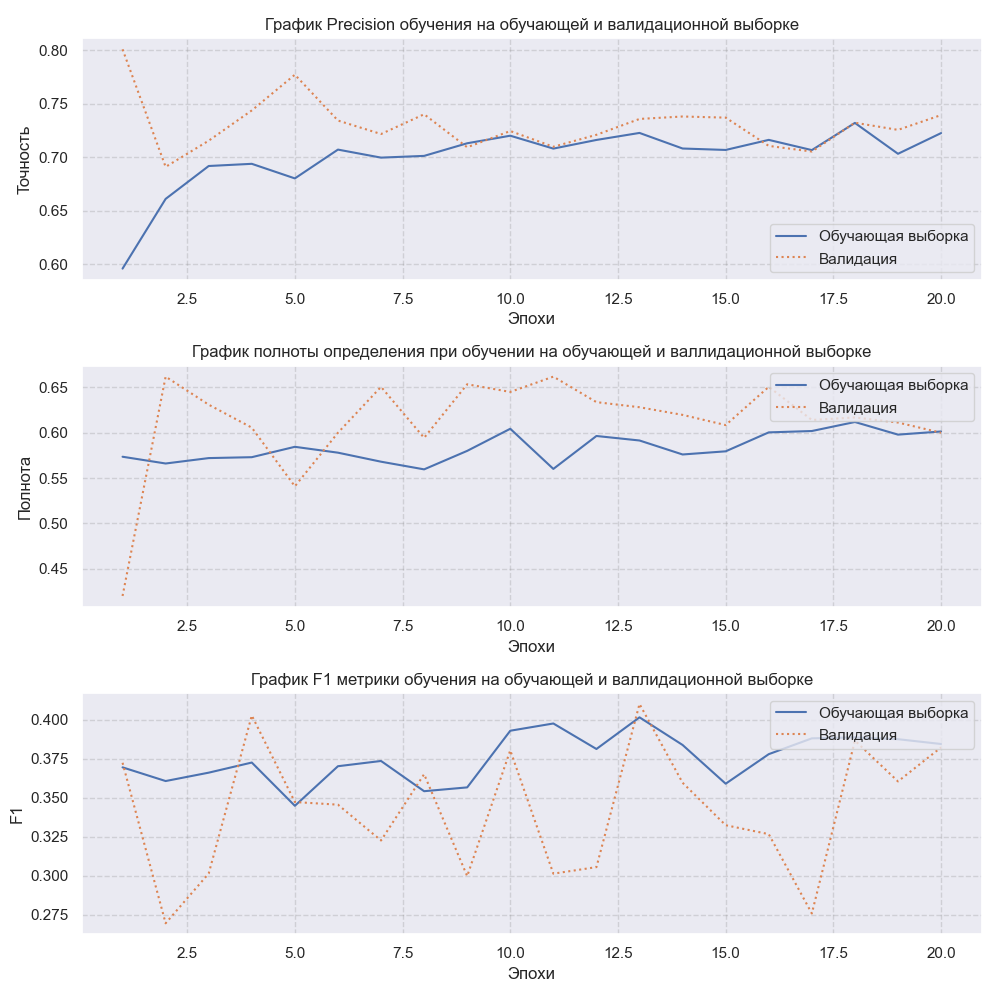 График Precision обучения на обучающей и валидационной выборке
Точность
0.80
0.75
0.70
0.65
0.60
Обучающая выборка
Валидация
2.5 5.0 7.5 10.0 12.5 15.0 17.5 20.0
Эпохи
График полноты определения при обучении на обучающей и валлидационной выборке
Полнота
0.65
0.60
0.55
0.50
0.45
Обучающая выборка
Валидация
2.5 5.0 7.5 10.0 12.5 15.0 17.5 20.0
Эпохи
График F1 метрики обучения на обучающей и валлидационной выборке
F1
0.400
0.375
0.350
0.325
0.300
0.275
Обучающая выборка
Валидация
2.5 5.0 7.5 10.0 12.5 15.0 17.5 20.0
Эпохи